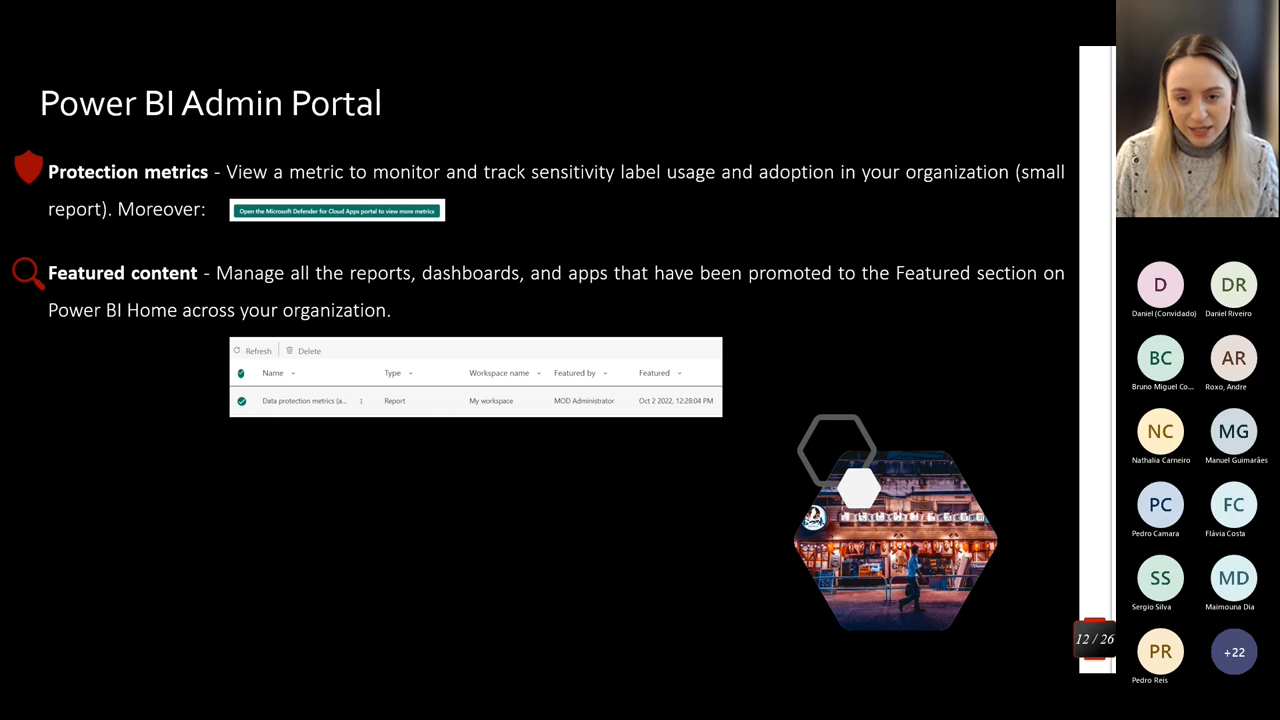 Power BI Admin Portal
Protection metrics - View a metric to monitor and track sensitivity label usage and adoption in your organization (small
report). Moreover:
Open the Microsoft Defender for Cloud Apps portal to view more metrics
Featured content - Manage all the reports, dashboards, and apps that have been promoted to the Featured section on
Power BI Home across your organization.
Refresh Delete
Name Type Workspace name Featured by Featured
Data protection metrics (a... Report My workspace MOD Administrator Oct 2 2022, 12:28:04 PM
12 / 26
D DR
Daniel (Convidado) Daniel Riveiro
BC AR
Bruno Miguel Co... Roxo, Andre
NC MG
Nathalia Carneiro Manuel Guimarães
PC FC
Pedro Camara Flávia Costa
SS MD
Sergio Silva Maimouna Dia
PR +22
Pedro Reis